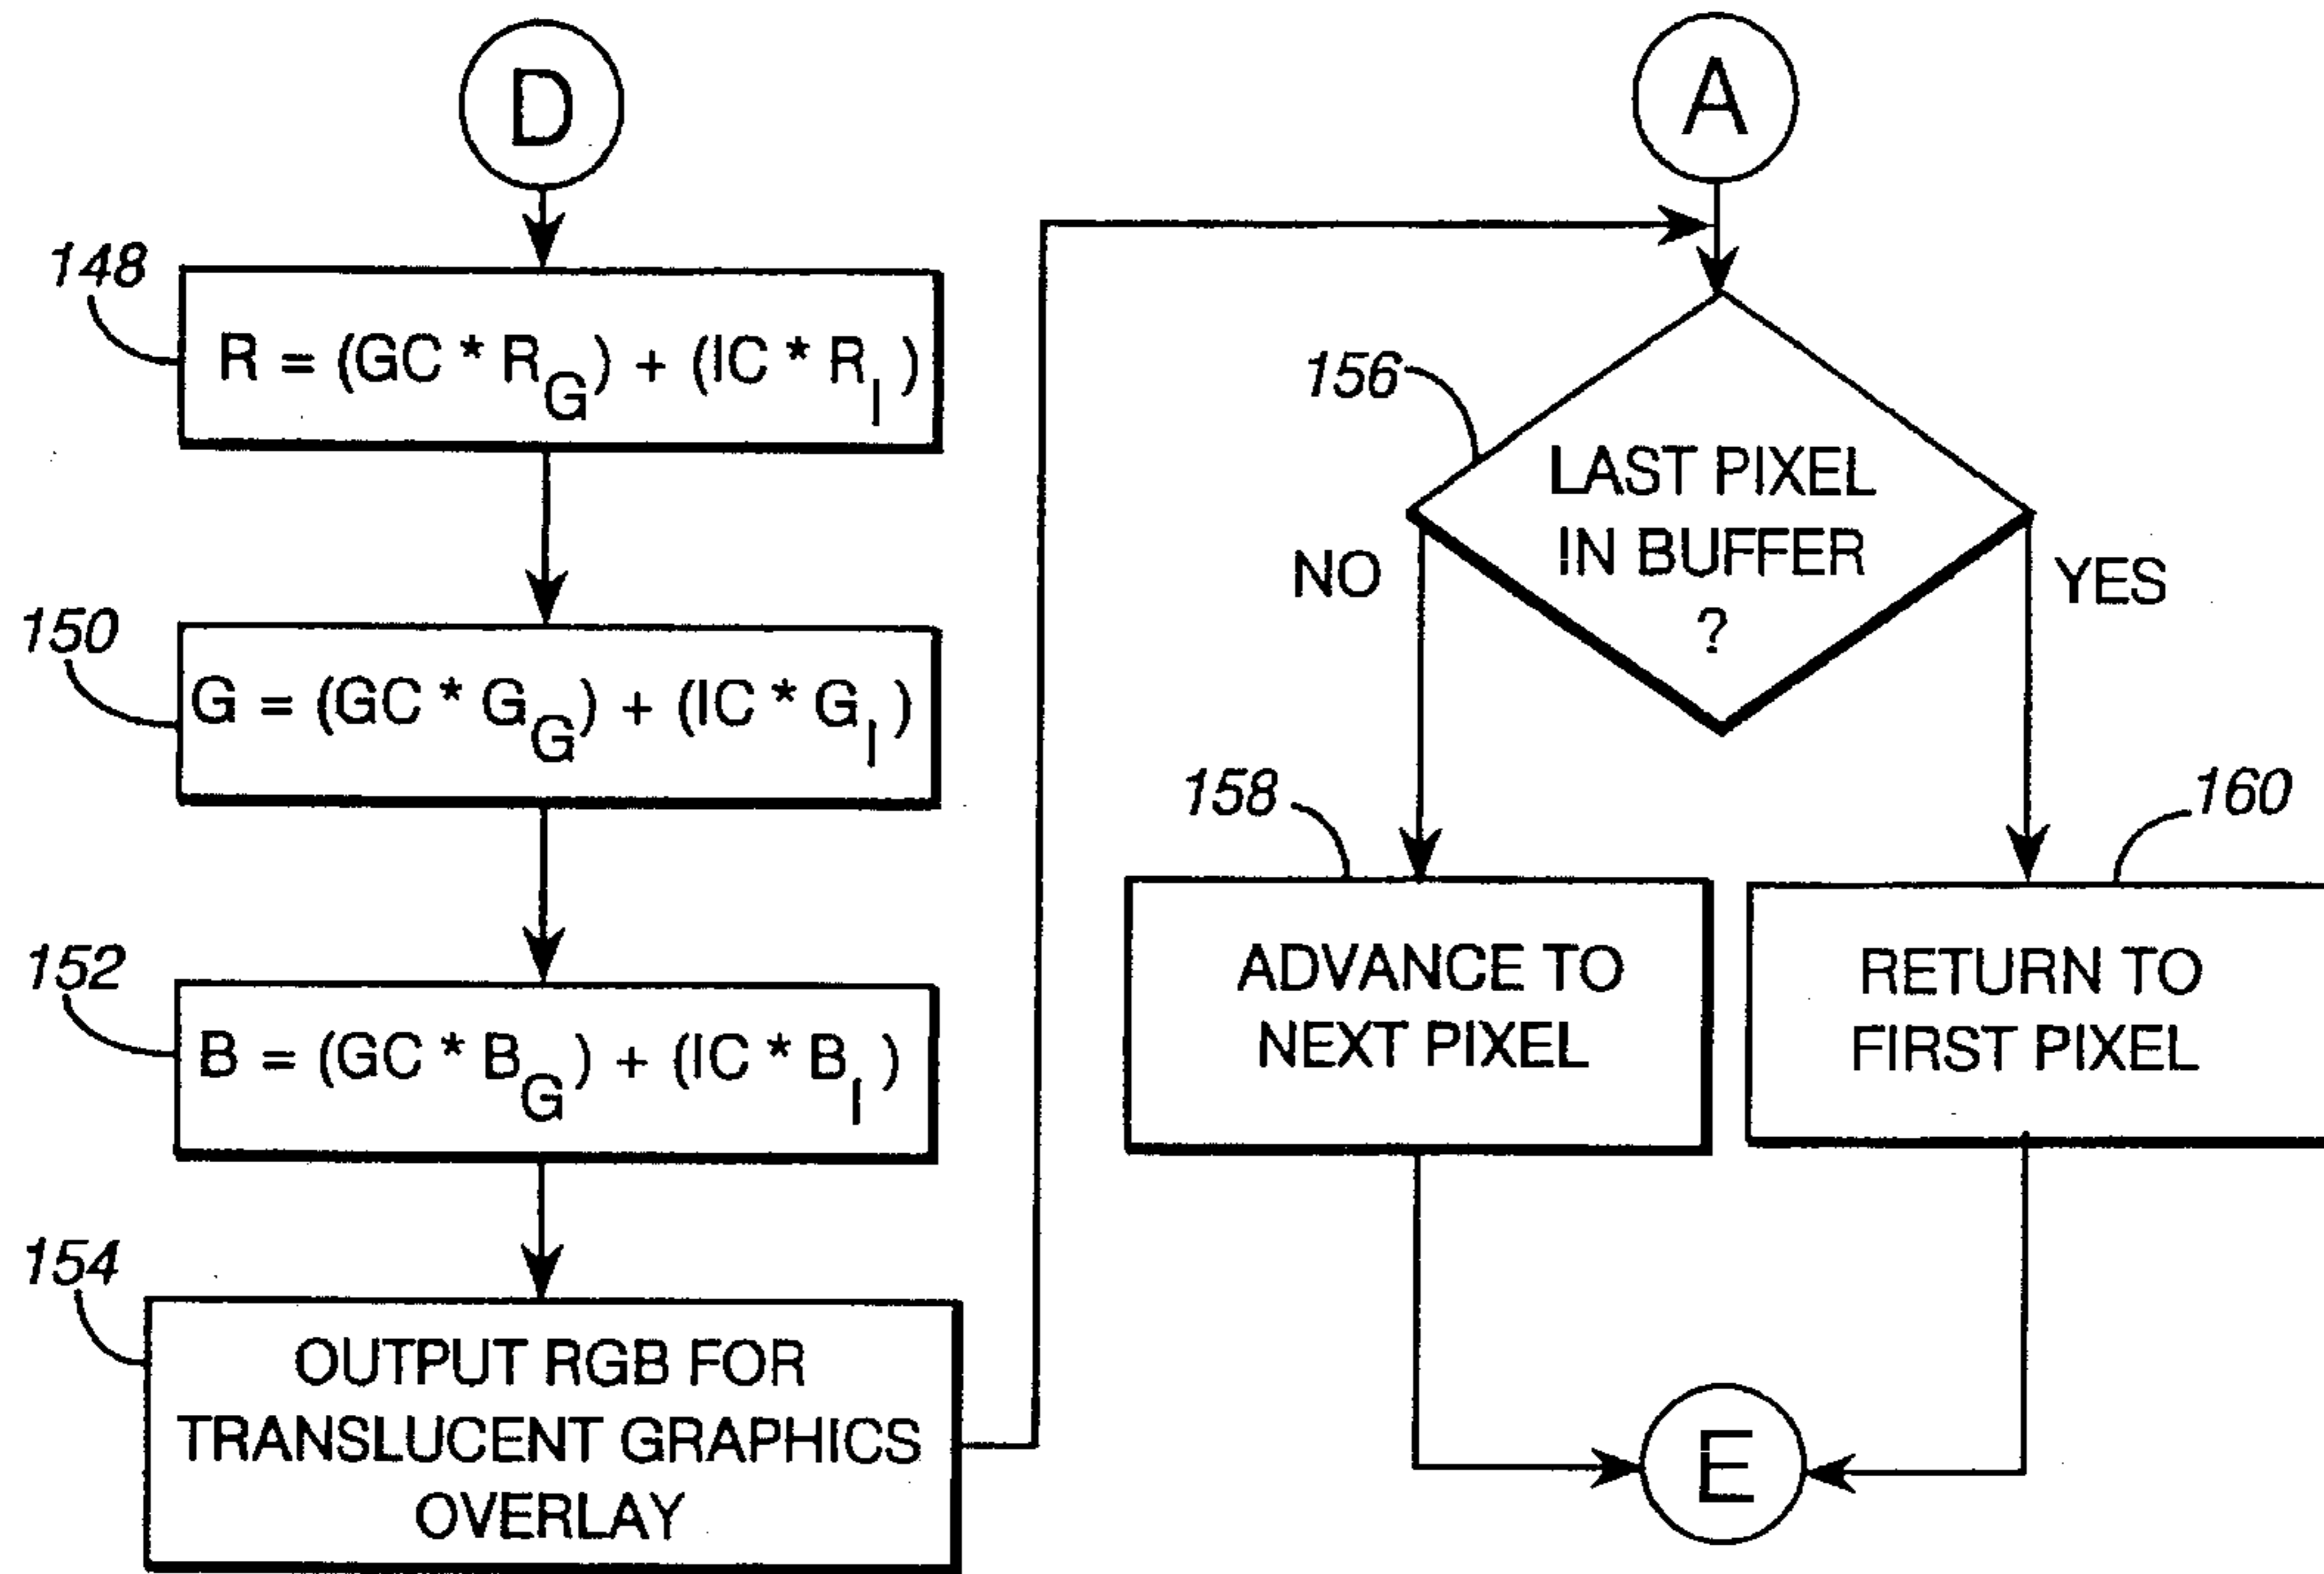 D
148
R = (GC * R_G) + (IC * R_I)
150
G = (GC * G_G) + (IC * G_I)
152
B = (GC * B_G) + (IC * B_I)
154
OUTPUT RGB FOR
TRANSLUCENT GRAPHICS
OVERLAY
A
156
LAST PIXEL
IN BUFFER
?
NO
YES
158
ADVANCE TO
NEXT PIXEL
160
RETURN TO
FIRST PIXEL
E